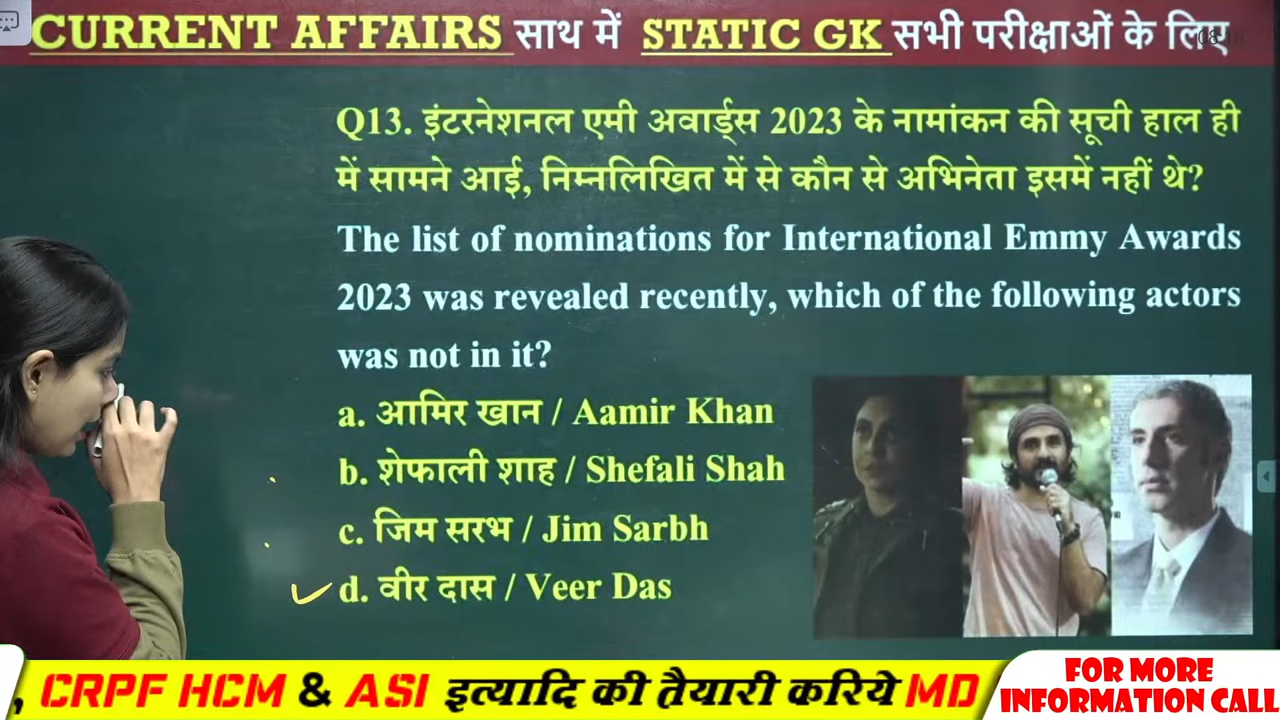 CURRENT AFFAIRS साथ में STATIC GK सभी परीक्षाओं के लिए
Q13. इंटरनेशनल एमी अवार्ड्स 2023 के नामांकन की सूची हाल ही
में सामने आई, निम्नलिखित में से कौन से अभिनेता इसमें नहीं थे?
The list of nominations for International Emmy Awards
2023 was revealed recently, which of the following actors
was not in it?
a. आमिर खान / Aamir Khan
b. शेफाली शाह / Shefali Shah
c. जिम सरभ / Jim Sarbh
d. वीर दास / Veer Das
, CRPF HCM & ASI इत्यादि की तैयारी करिये MD
FOR MORE
INFORMATION CALL